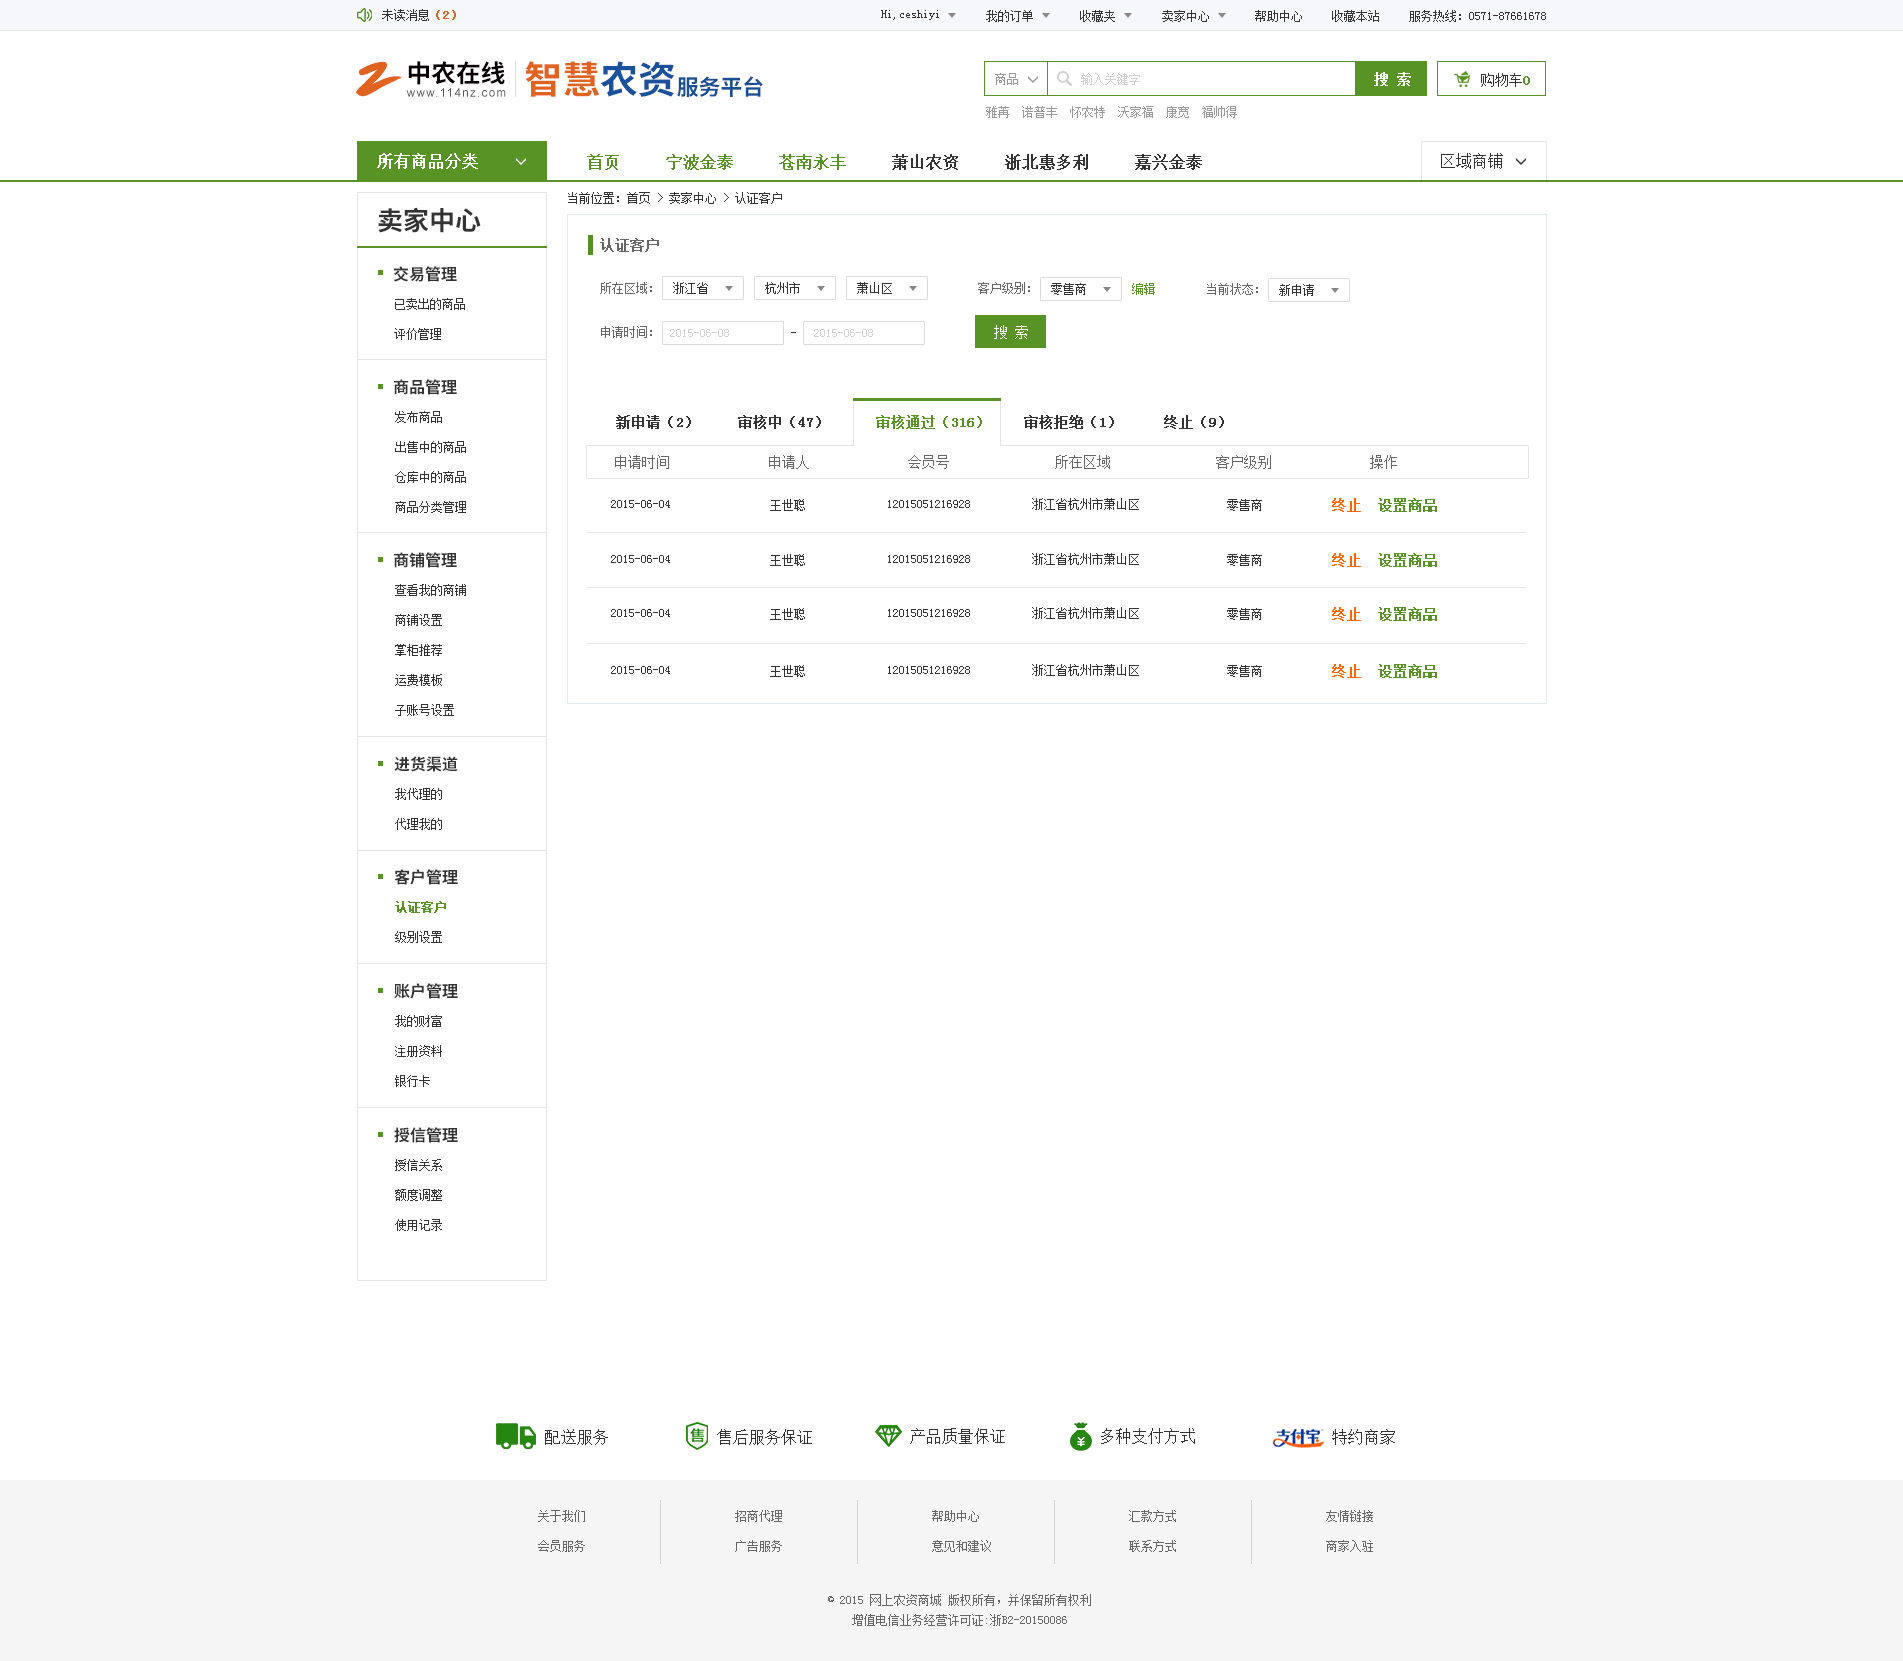 未读消息（2） Hi,ceshiyi 我的订单 收藏夹 卖家中心 帮助中心 收藏本站 服务热线：0571-87661678
中农在线 智慧农资服务平台
www.114nz.com
商品 输入关键字 搜 索 购物车0
雅苒 诺普丰 怀农特 沃家福 康宽 福帅得
所有商品分类 首页 宁波金泰 苍南永丰 萧山农资 浙北惠多利 嘉兴金泰 区域商铺
当前位置：首页 > 卖家中心 > 认证客户
卖家中心
交易管理
已卖出的商品
评价管理
商品管理
发布商品
出售中的商品
仓库中的商品
商品分类管理
商铺管理
查看我的商铺
商铺设置
掌柜推荐
运费模板
子账号设置
进货渠道
我代理的
代理我的
客户管理
认证客户
级别设置
账户管理
我的财富
注册资料
银行卡
授信管理
授信关系
额度调整
使用记录
认证客户
所在区域： 浙江省 杭州市 萧山区 客户级别： 零售商 编辑 当前状态： 新申请
申请时间： 2015-06-08 - 2015-06-08 搜 索
新申请（2） 审核中（47） 审核通过（316） 审核拒绝（1） 终止（9）
申请时间 申请人 会员号 所在区域 客户级别 操作
2015-06-04 王世聪 12015051216928 浙江省杭州市萧山区 零售商 终止 设置商品
2015-06-04 王世聪 12015051216928 浙江省杭州市萧山区 零售商 终止 设置商品
2015-06-04 王世聪 12015051216928 浙江省杭州市萧山区 零售商 终止 设置商品
2015-06-04 王世聪 12015051216928 浙江省杭州市萧山区 零售商 终止 设置商品
配送服务 售 售后服务保证 产品质量保证 ¥ 多种支付方式 支付宝 特约商家
关于我们 招商代理 帮助中心 汇款方式 友情链接
会员服务 广告服务 意见和建议 联系方式 商家入驻
© 2015 网上农资商城 版权所有，并保留所有权利
增值电信业务经营许可证:浙B2-20150086